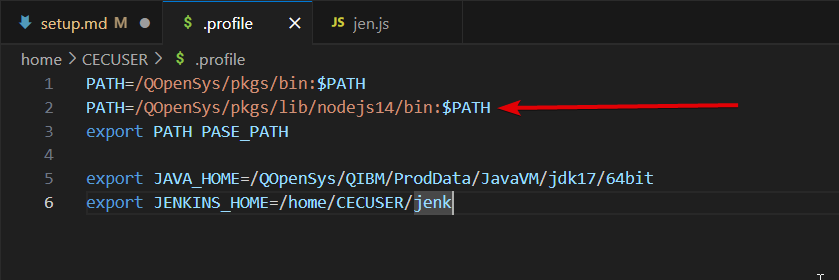 setup.md M
$ .profile
JS jen.js
home > CECUSER > $ .profile
1 PATH=/QOpenSys/pkgs/bin:$PATH
2 PATH=/QOpenSys/pkgs/lib/nodejs14/bin:$PATH
3 export PATH PASE_PATH
4
5 export JAVA_HOME=/QOpenSys/QIBM/ProdData/JavaVM/jdk17/64bit
6 export JENKINS_HOME=/home/CECUSER/jenk